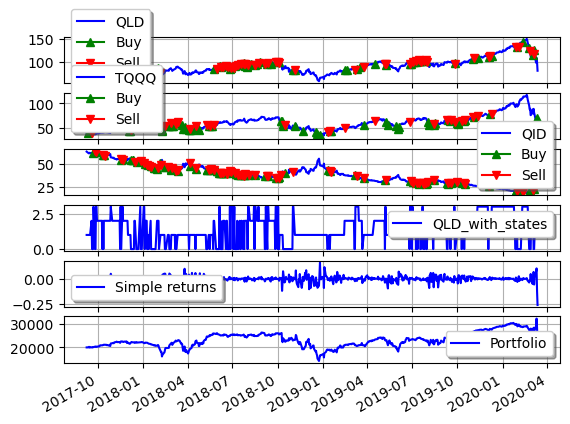 QLD
Buy
Sell
150
100
TQQQ
Buy
Sell
100
50
QID
Buy
Sell
50
25
QLD_with_states
2.5
0.0
Simple returns
0.00
−0.25
Portfolio
30000
20000
2017-10
2018-01
2018-04
2018-07
2018-10
2019-01
2019-04
2019-07
2019-10
2020-01
2020-04